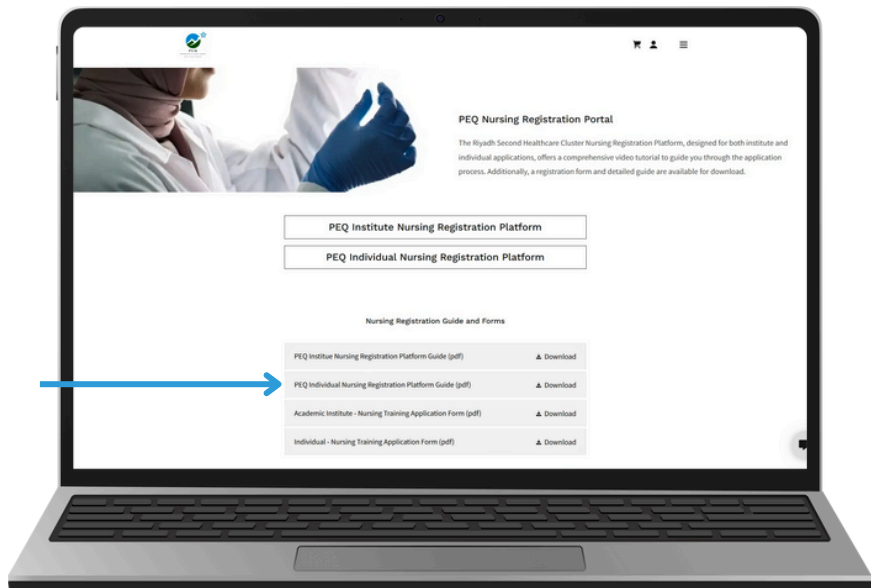 PEQ Nursing Registration Portal
The Riyadh Second Healthcare Cluster Nursing Registration Platform, designed for both institute and
individual applications, offers a comprehensive video tutorial to guide you through the application
process. Additionally, a registration form and detailed guide are available for download.
PEQ Institute Nursing Registration Platform
PEQ Individual Nursing Registration Platform
Nursing Registration Guide and Forms
PEQ Institue Nursing Registration Platform Guide (pdf) Download
PEQ Individual Nursing Registration Platform Guide (pdf) Download
Academic Institute - Nursing Training Application Form (pdf) Download
Individual - Nursing Training Application Form (pdf) Download